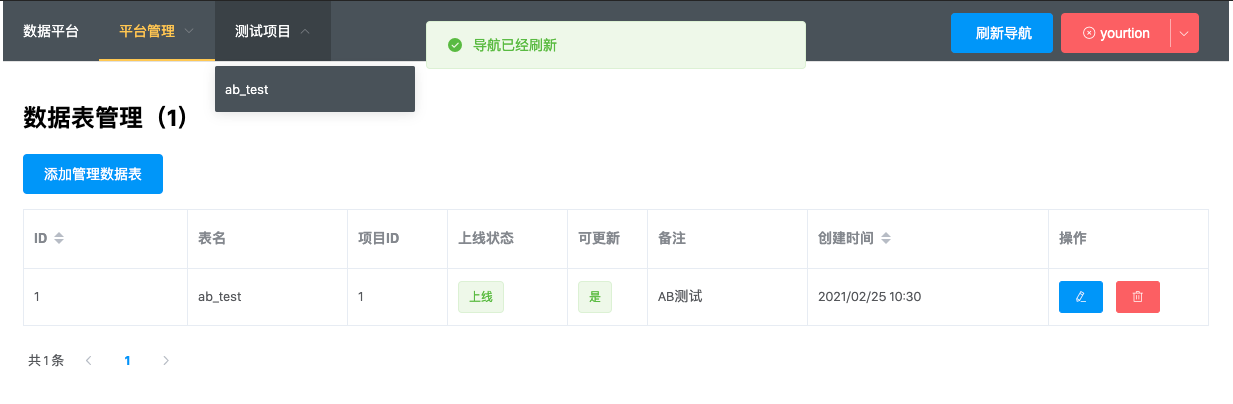 数据平台 平台管理 测试项目 导航已经刷新 刷新导航 yourtion
ab_test
数据表管理（1）
添加管理数据表
ID 表名 项目ID 上线状态 可更新 备注 创建时间 操作
1 ab_test 1 上线 是 AB测试 2021/02/25 10:30
共 1 条 1